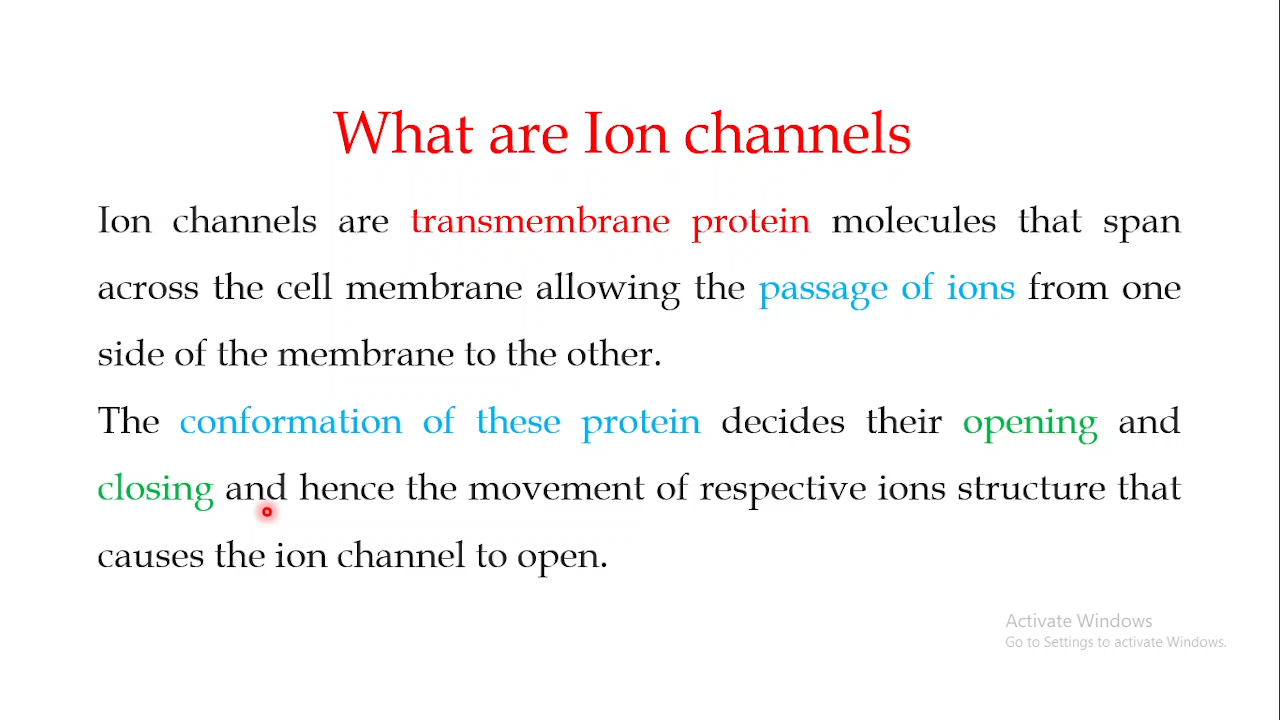 What are Ion channels
Ion channels are transmembrane protein molecules that span
across the cell membrane allowing the passage of ions from one
side of the membrane to the other.
The conformation of these protein decides their opening and
closing and hence the movement of respective ions structure that
causes the ion channel to open.
Activate Windows
Go to Settings to activate Windows.